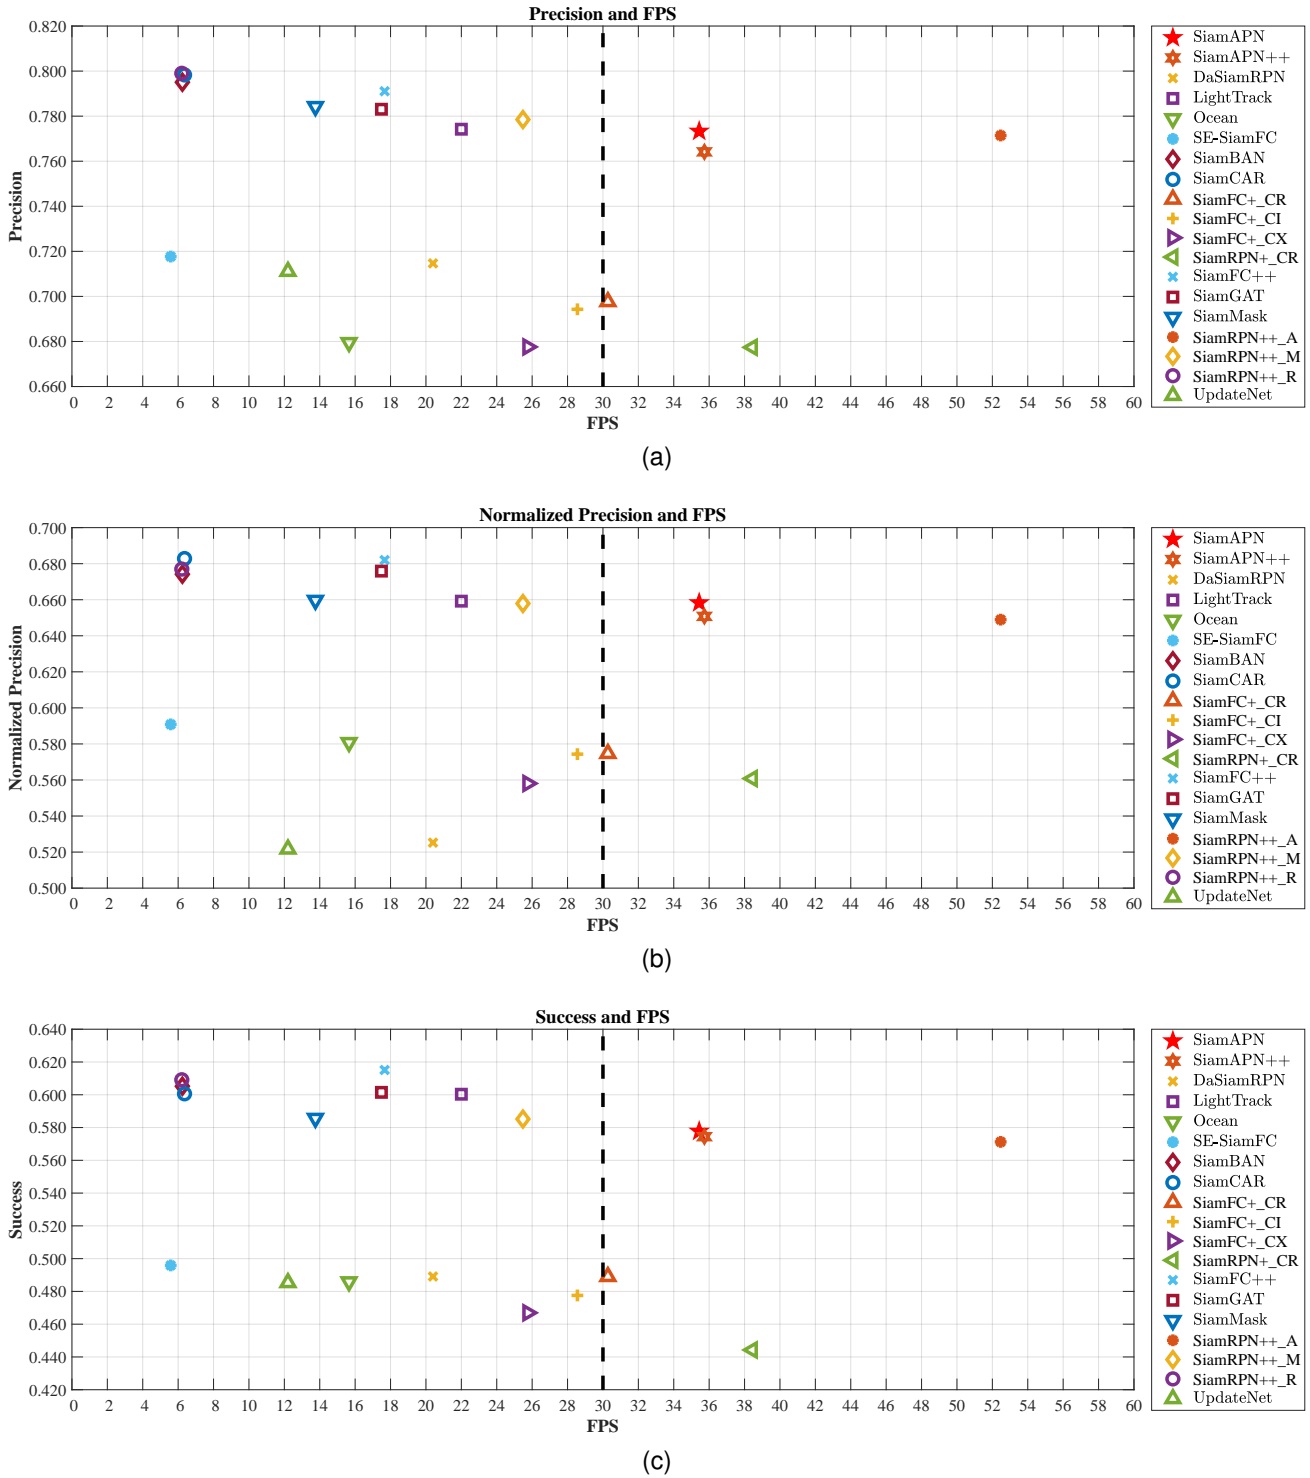 Precision and FPS
0.820
0.800
0.780
0.760
0.740
0.720
0.700
0.680
0.660
Precision
0 2 4 6 8 10 12 14 16 18 20 22 24 26 28 30 32 34 36 38 40 42 44 46 48 50 52 54 56 58 60
FPS
SiamAPN
SiamAPN++
DaSiamRPN
LightTrack
Ocean
SE-SiamFC
SiamBAN
SiamCAR
SiamFC+_CR
SiamFC+_CI
SiamFC+_CX
SiamRPN+_CR
SiamFC++
SiamGAT
SiamMask
SiamRPN++_A
SiamRPN++_M
SiamRPN++_R
UpdateNet
(a)
Normalized Precision and FPS
0.700
0.680
0.660
0.640
0.620
0.600
0.580
0.560
0.540
0.520
0.500
Normalized Precision
0 2 4 6 8 10 12 14 16 18 20 22 24 26 28 30 32 34 36 38 40 42 44 46 48 50 52 54 56 58 60
FPS
SiamAPN
SiamAPN++
DaSiamRPN
LightTrack
Ocean
SE-SiamFC
SiamBAN
SiamCAR
SiamFC+_CR
SiamFC+_CI
SiamFC+_CX
SiamRPN+_CR
SiamFC++
SiamGAT
SiamMask
SiamRPN++_A
SiamRPN++_M
SiamRPN++_R
UpdateNet
(b)
Success and FPS
0.640
0.620
0.600
0.580
0.560
0.540
0.520
0.500
0.480
0.460
0.440
0.420
Success
0 2 4 6 8 10 12 14 16 18 20 22 24 26 28 30 32 34 36 38 40 42 44 46 48 50 52 54 56 58 60
FPS
SiamAPN
SiamAPN++
DaSiamRPN
LightTrack
Ocean
SE-SiamFC
SiamBAN
SiamCAR
SiamFC+_CR
SiamFC+_CI
SiamFC+_CX
SiamRPN+_CR
SiamFC++
SiamGAT
SiamMask
SiamRPN++_A
SiamRPN++_M
SiamRPN++_R
UpdateNet
(c)